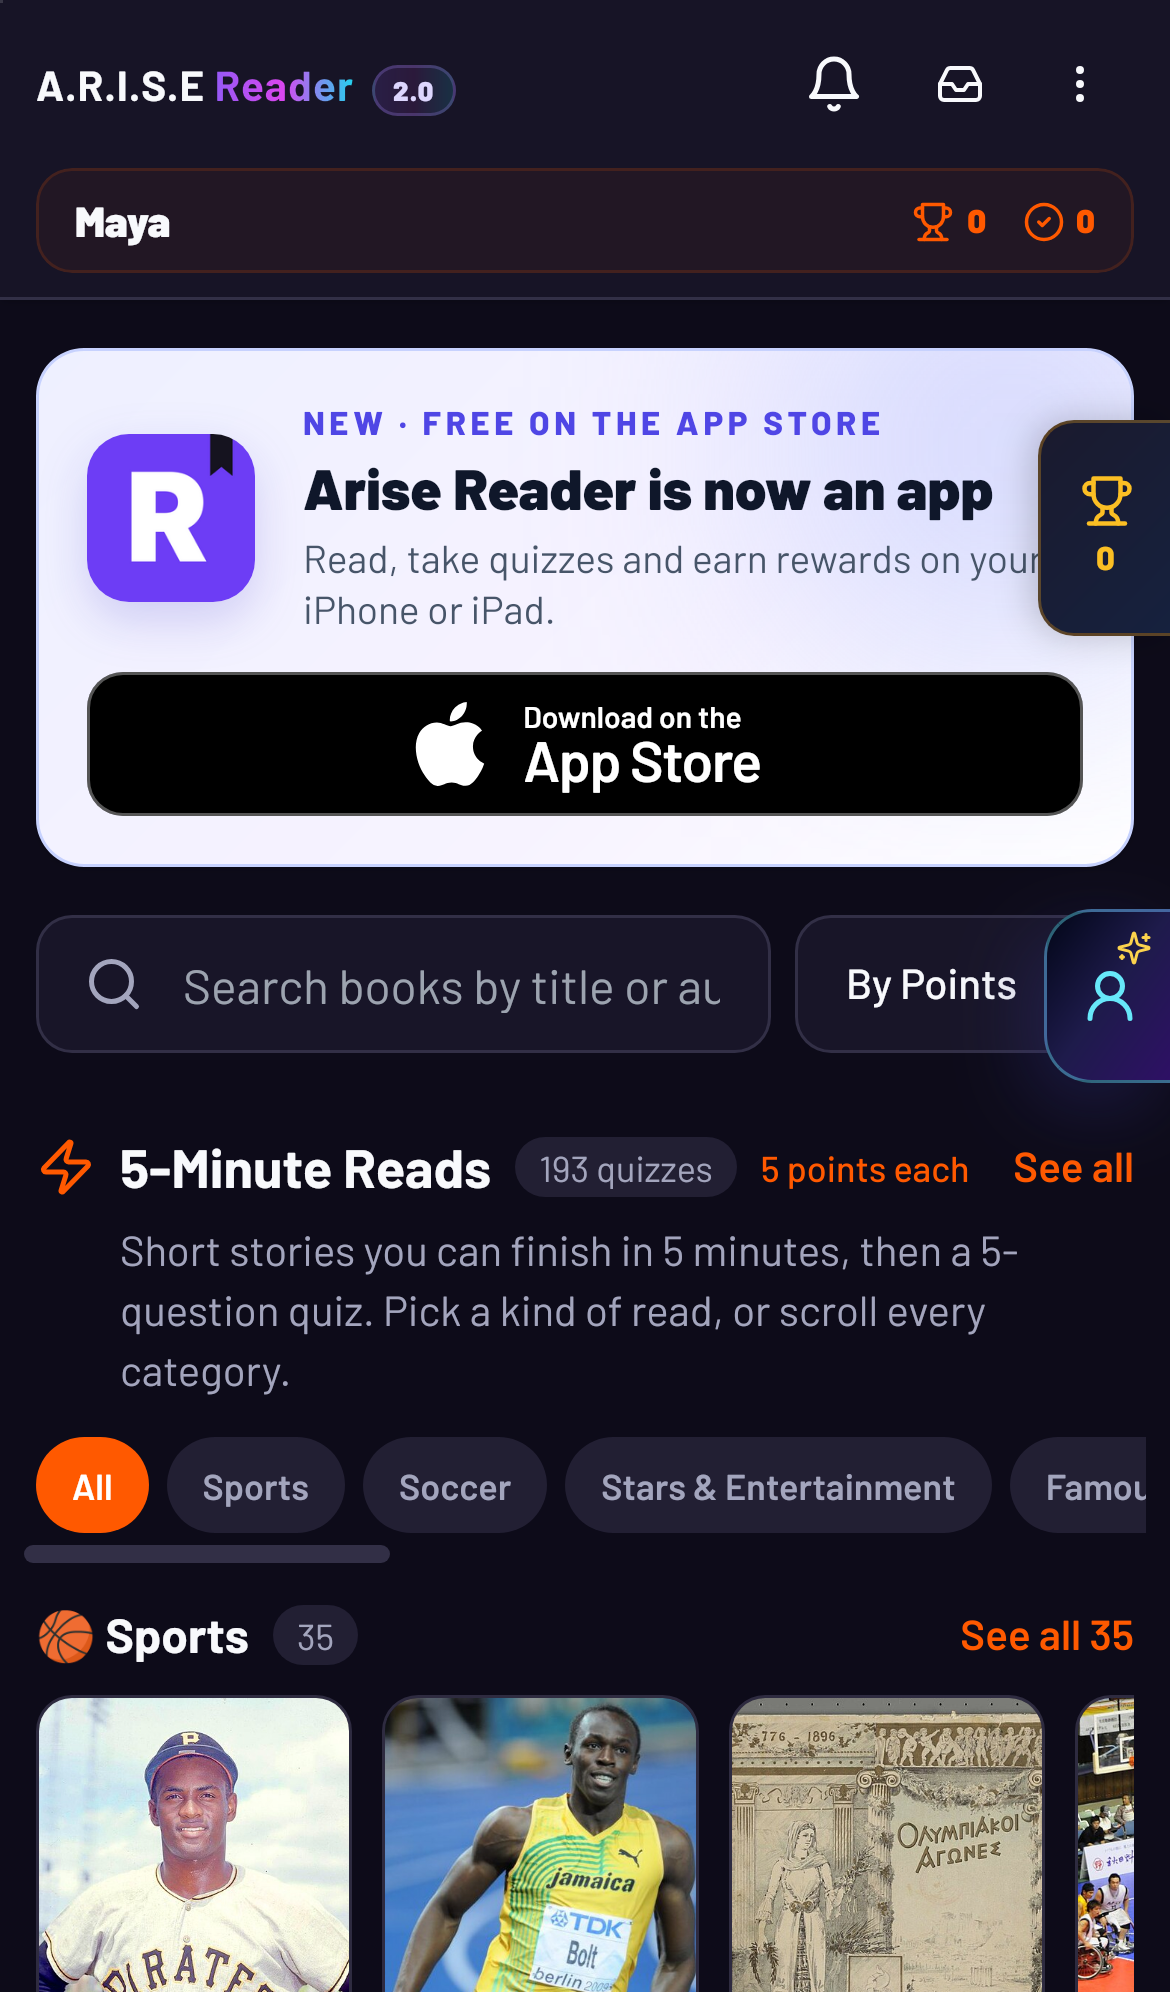 A.R.I.S.E Reader 2.0
Maya 0 0
NEW · FREE ON THE APP STORE
Arise Reader is now an app
Read, take quizzes and earn rewards on your
iPhone or iPad.
R
0
Download on the
App Store
Search books by title or au
By Points
5-Minute Reads 193 quizzes 5 points each See all
Short stories you can finish in 5 minutes, then a 5-
question quiz. Pick a kind of read, or scroll every
category.
All Sports Soccer Stars & Entertainment Famou
Sports 35 See all 35
P
PIRATE
jamaica
TDK
Bolt
berlin 2009
776 - 1896
ΟΛΥΜΠΙΑΚΟΙ
ΑΓΩΝΕΣ